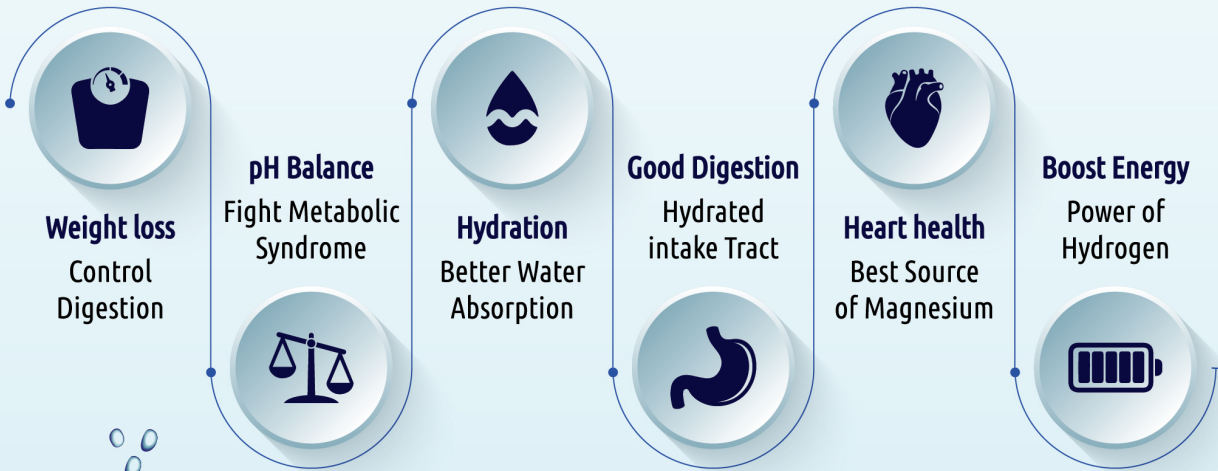 Weight loss
Control
Digestion
pH Balance
Fight Metabolic
Syndrome
Hydration
Better Water
Absorption
Good Digestion
Hydrated
intake Tract
Heart health
Best Source
of Magnesium
Boost Energy
Power of
Hydrogen